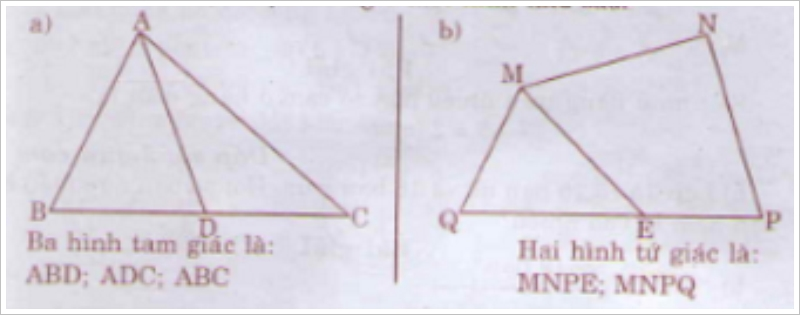 a)
A
B
D
C
Ba hình tam giác là:
ABD; ADC; ABC
b)
N
M
Q
E
P
Hai hình tứ giác là:
MNPE; MNPQ